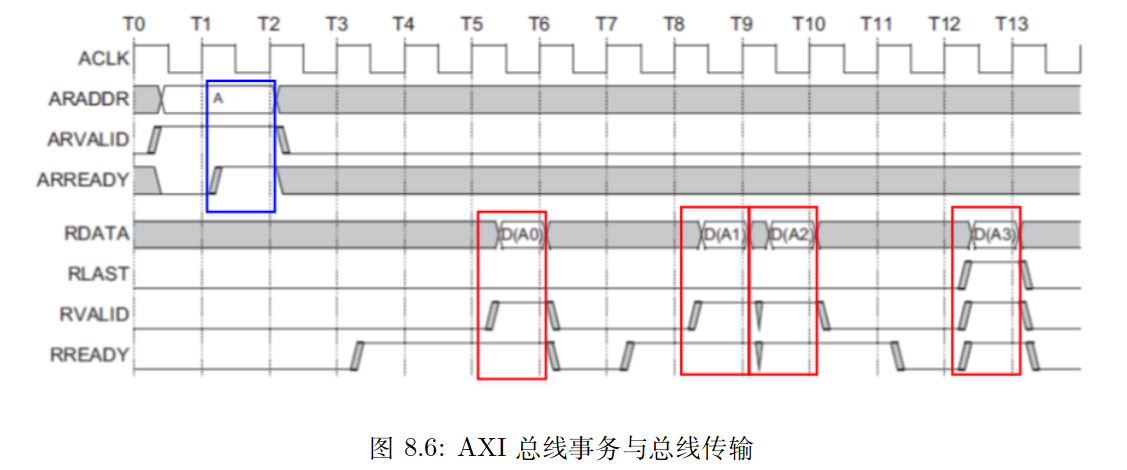 T0 T1 T2 T3 T4 T5 T6 T7 T8 T9 T10 T11 T12 T13
ACLK
ARADDR A
ARVALID
ARREADY
RDATA D(A0) D(A1) D(A2) D(A3)
RLAST
RVALID
RREADY
图 8.6: AXI 总线事务与总线传输